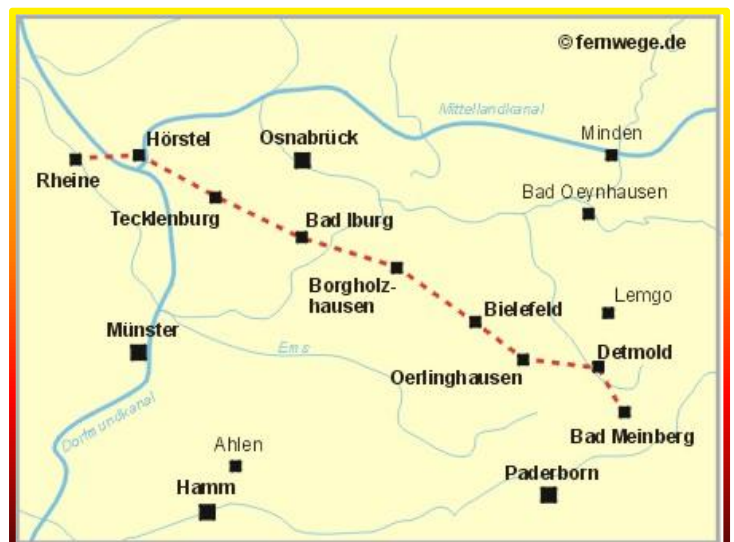 © fernwege.de
Mittellandkanal
Hörstel
Osnabrück
Minden
Rheine
Bad Oeynhausen
Tecklenburg
Bad Iburg
Borgholz-
hausen
Lemgo
Bielefeld
Münster
Ems
Detmold
Oerlinghausen
Dortmundkanal
Bad Meinberg
Ahlen
Paderborn
Hamm